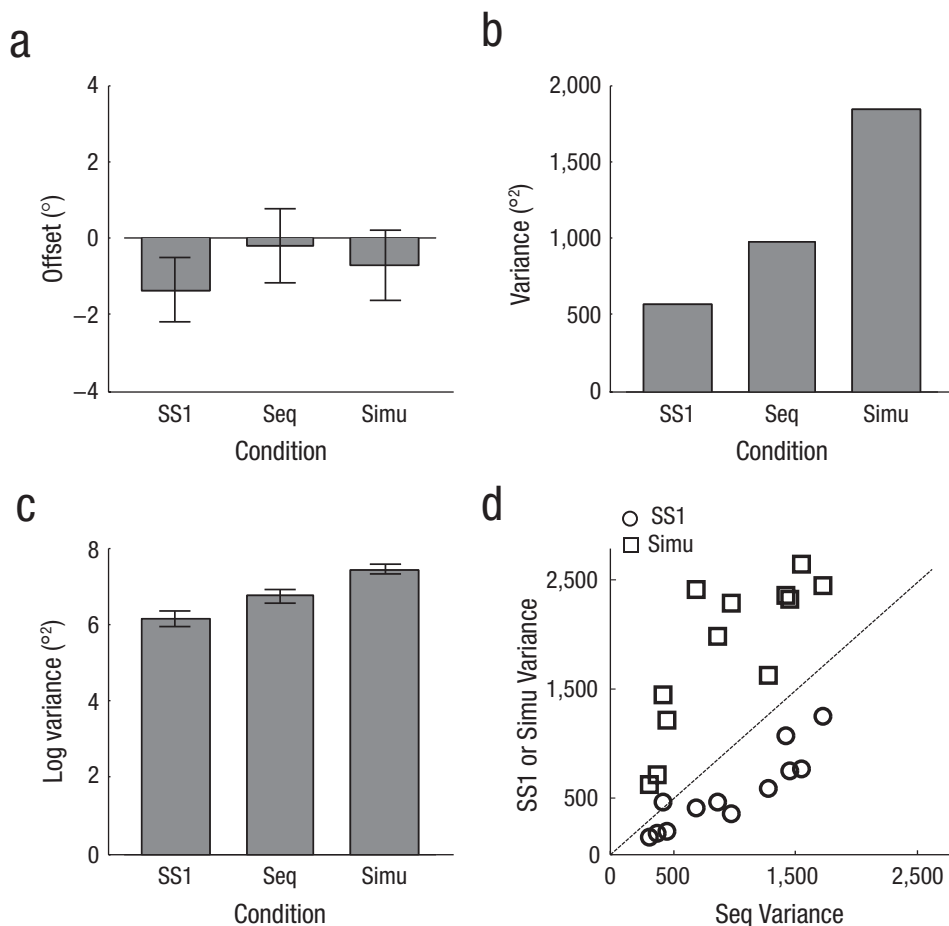 a
4
2
0
−2
−4
Offset (°)
SS1 Seq Simu
Condition
b
2,000
1,500
1,000
500
0
Variance (°²)
SS1 Seq Simu
Condition
c
8
6
4
2
0
Log variance (°²)
SS1 Seq Simu
Condition
d
SS1
Simu
2,500
1,500
500
0
SS1 or Simu Variance
0 500 1,500 2,500
Seq Variance